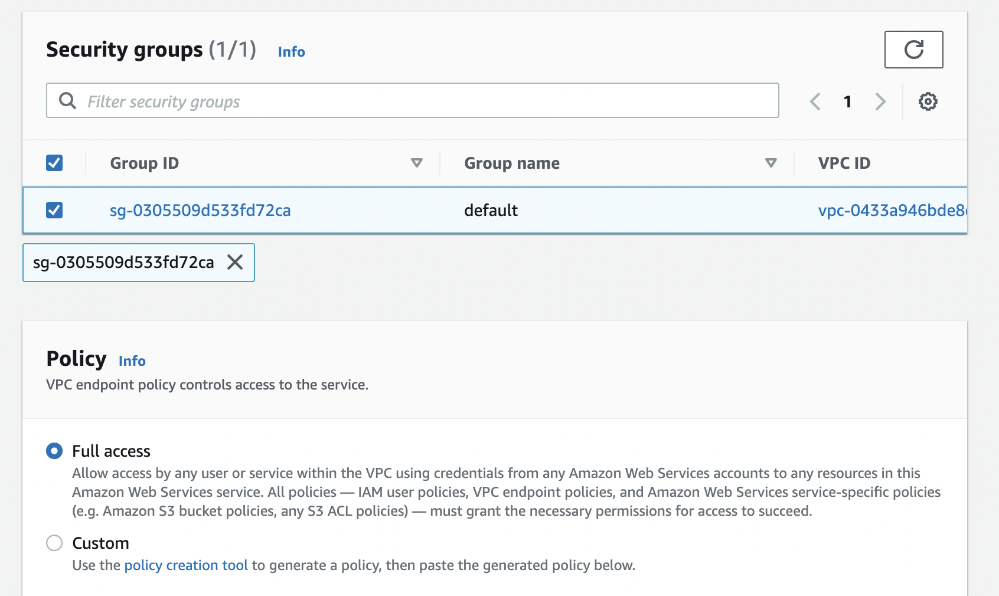 Security groups (1/1) Info
Filter security groups
1
Group ID Group name VPC ID
sg-0305509d533fd72ca default vpc-0433a946bde8
sg-0305509d533fd72ca
Policy Info
VPC endpoint policy controls access to the service.
Full access
Allow access by any user or service within the VPC using credentials from any Amazon Web Services accounts to any resources in this
Amazon Web Services service. All policies — IAM user policies, VPC endpoint policies, and Amazon Web Services service-specific policies
(e.g. Amazon S3 bucket policies, any S3 ACL policies) — must grant the necessary permissions for access to succeed.
Custom
Use the policy creation tool to generate a policy, then paste the generated policy below.